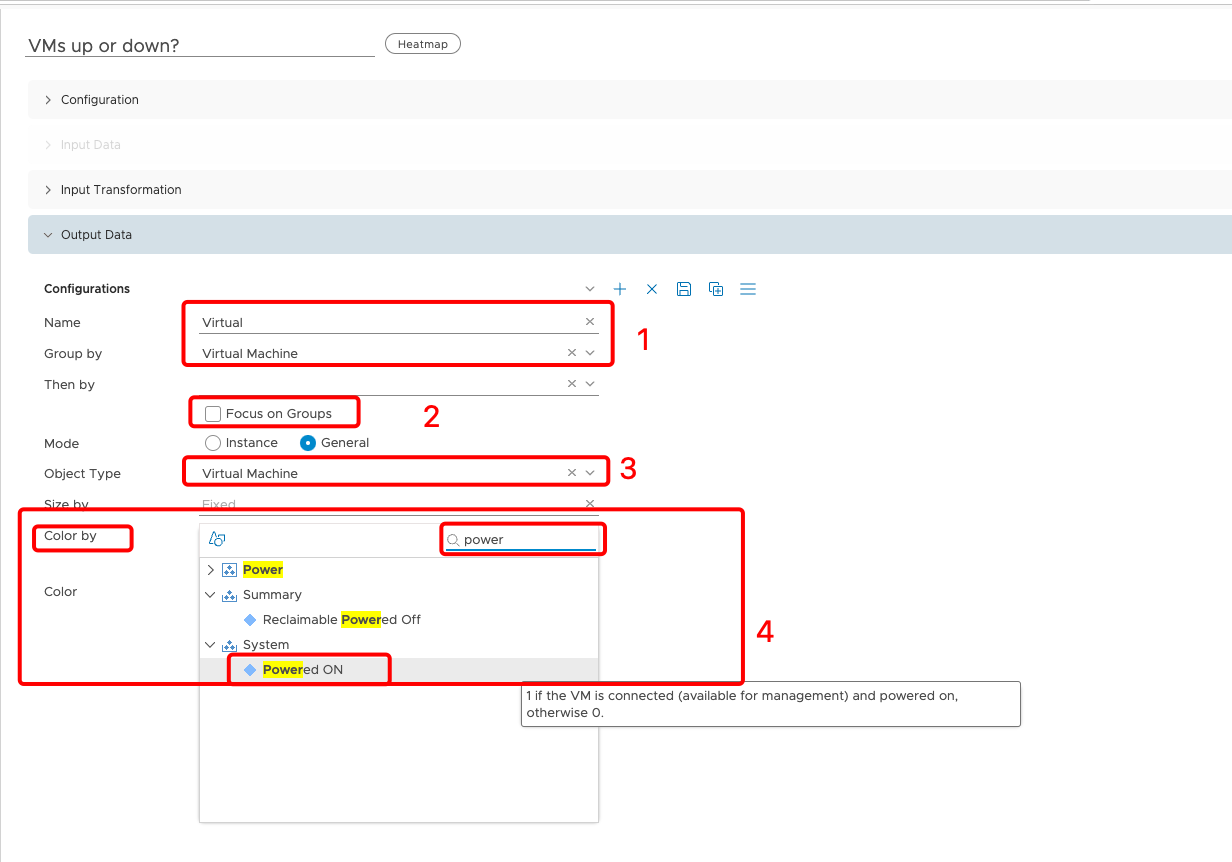 VMs up or down? Heatmap
Configuration
Input Data
Input Transformation
Output Data
Configurations
Name Virtual
1
Group by Virtual Machine
Then by
Focus on Groups 2
Mode Instance General
Object Type Virtual Machine 3
Size by Fixed
Color by power
Power
Color Summary
Reclaimable Powered Off
4
System
Powered ON
1 if the VM is connected (available for management) and powered on,
otherwise 0.